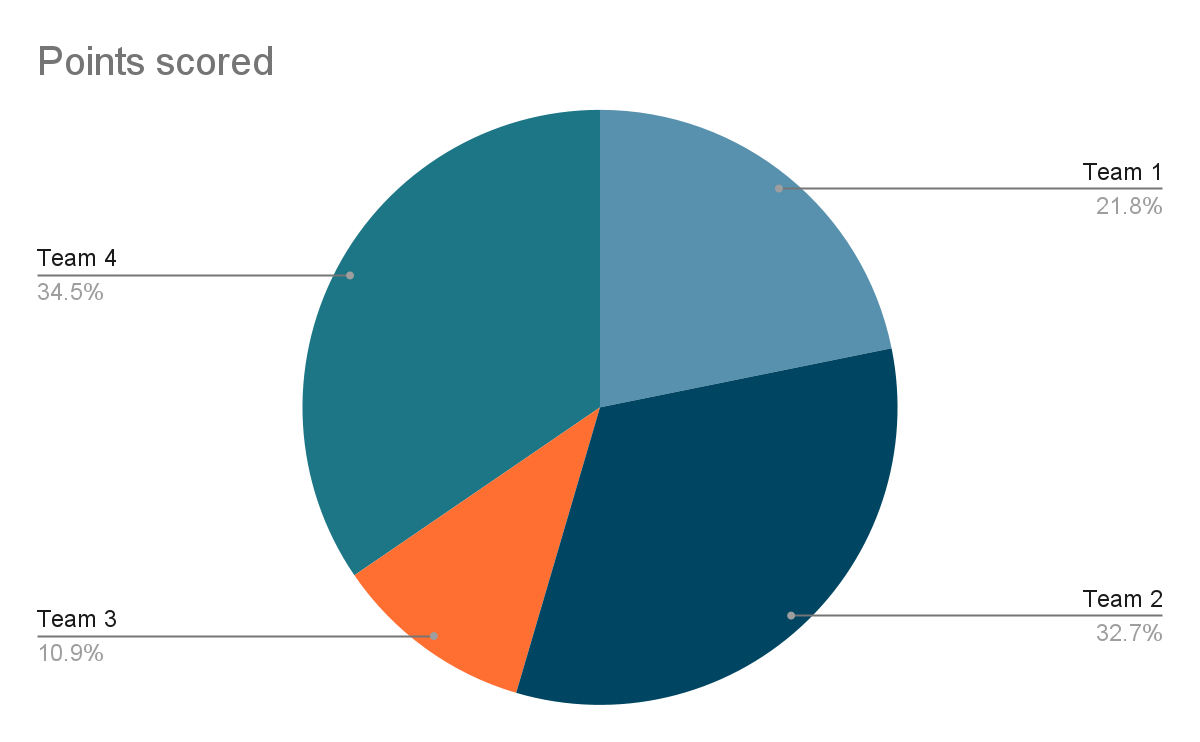 Points scored
Team 1
21.8%
Team 4
34.5%
Team 2
32.7%
Team 3
10.9%